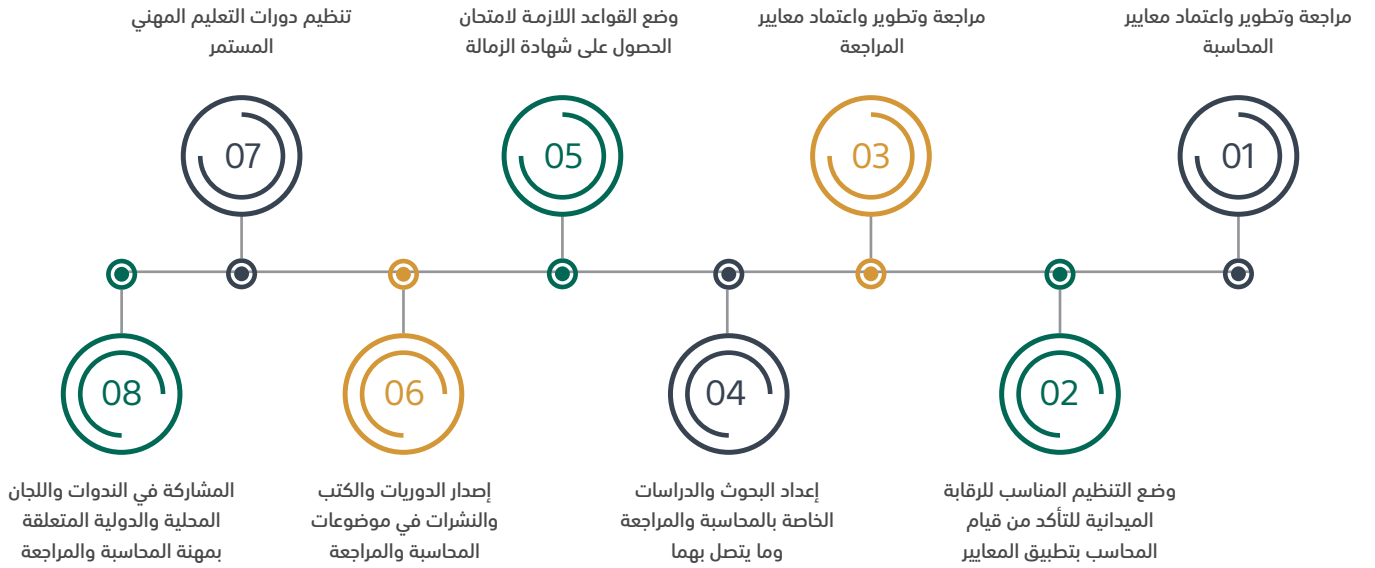 مراجعة وتطوير واعتماد معايير
المحاسبة
01
02
وضع التنظيم المناسب للرقابة
الميدانية للتأكد من قيام
المحاسب بتطبيق المعايير
مراجعة وتطوير واعتماد معايير
المراجعة
03
04
إعداد البحوث والدراسات
الخاصة بالمحاسبة والمراجعة
وما يتصل بهما
وضع القواعد اللازمة لامتحان
الحصول على شهادة الزمالة
05
06
إصدار الدوريات والكتب
والنشرات في موضوعات
المحاسبة والمراجعة
تنظيم دورات التعليم المهني
المستمر
07
08
المشاركة في الندوات واللجان
المحلية والدولية المتعلقة
بمهنة المحاسبة والمراجعة